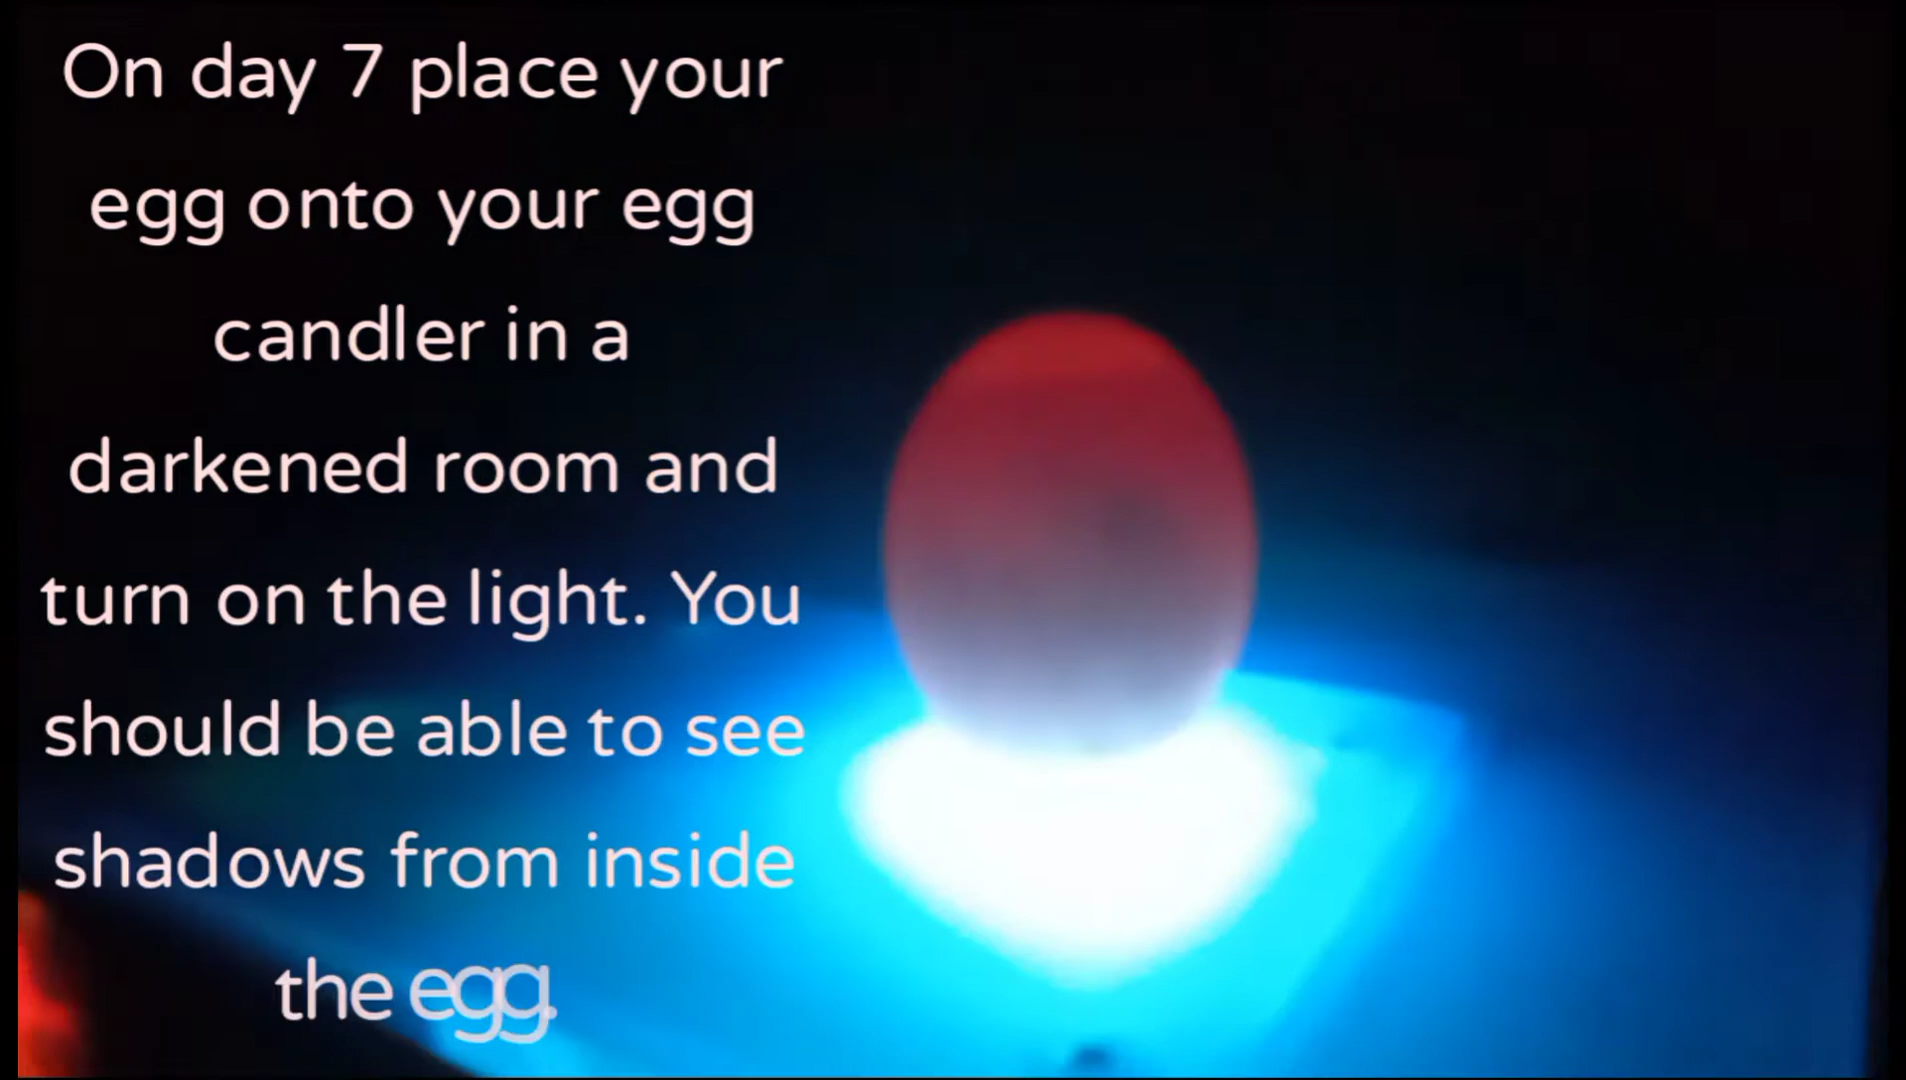 On day 7 place your
egg onto your egg
candler in a
darkened room and
turn on the light. You
should be able to see
shadows from inside
the egg.